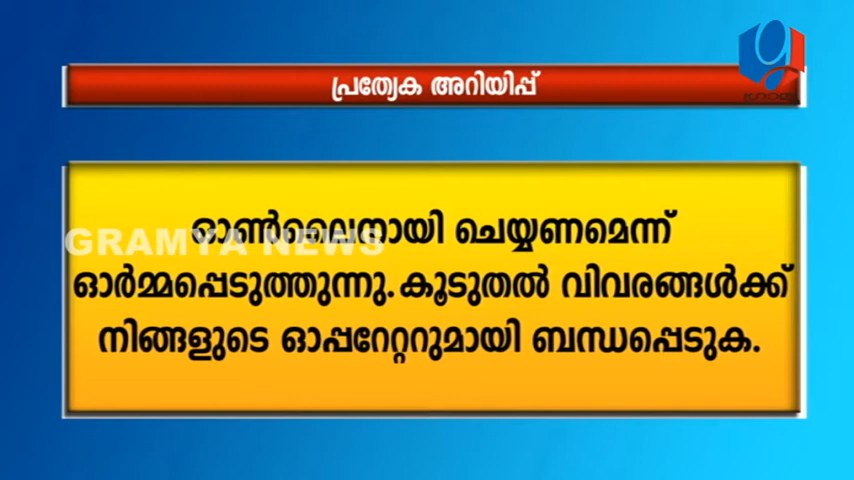 പ്രത്യേക അറിയിപ്പ്
ഓൺലൈനായി ചെയ്യണമെന്ന്
GRAMYA NEWS
ഓർമ്മപ്പെടുത്തുന്നു. കൂടുതൽ വിവരങ്ങൾക്ക്
നിങ്ങളുടെ ഓപ്പറേറ്ററുമായി ബന്ധപ്പെടുക.